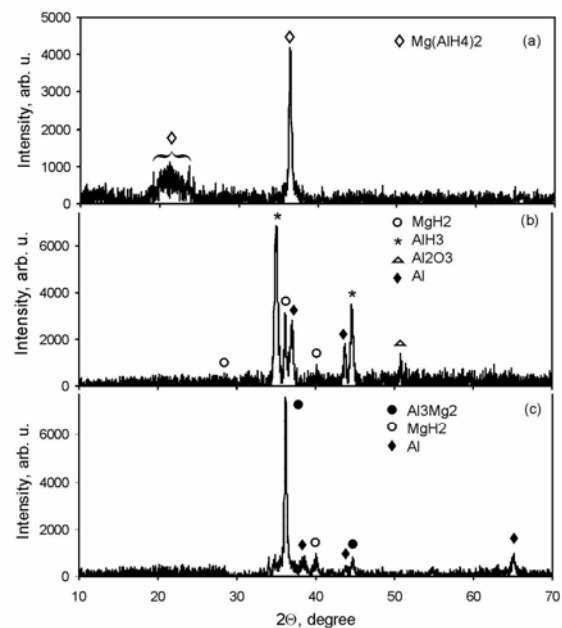 5000
4000
3000
2000
1000
0
Intensity, arb. u.
Mg(AlH4)2
(a)
6000
4000
2000
0
Intensity, arb. u.
(b)
MgH2
AlH3
Al2O3
Al
6000
4000
2000
0
Intensity, arb. u.
(c)
Al3Mg2
MgH2
Al
10 20 30 40 50 60 70
2Θ, degree